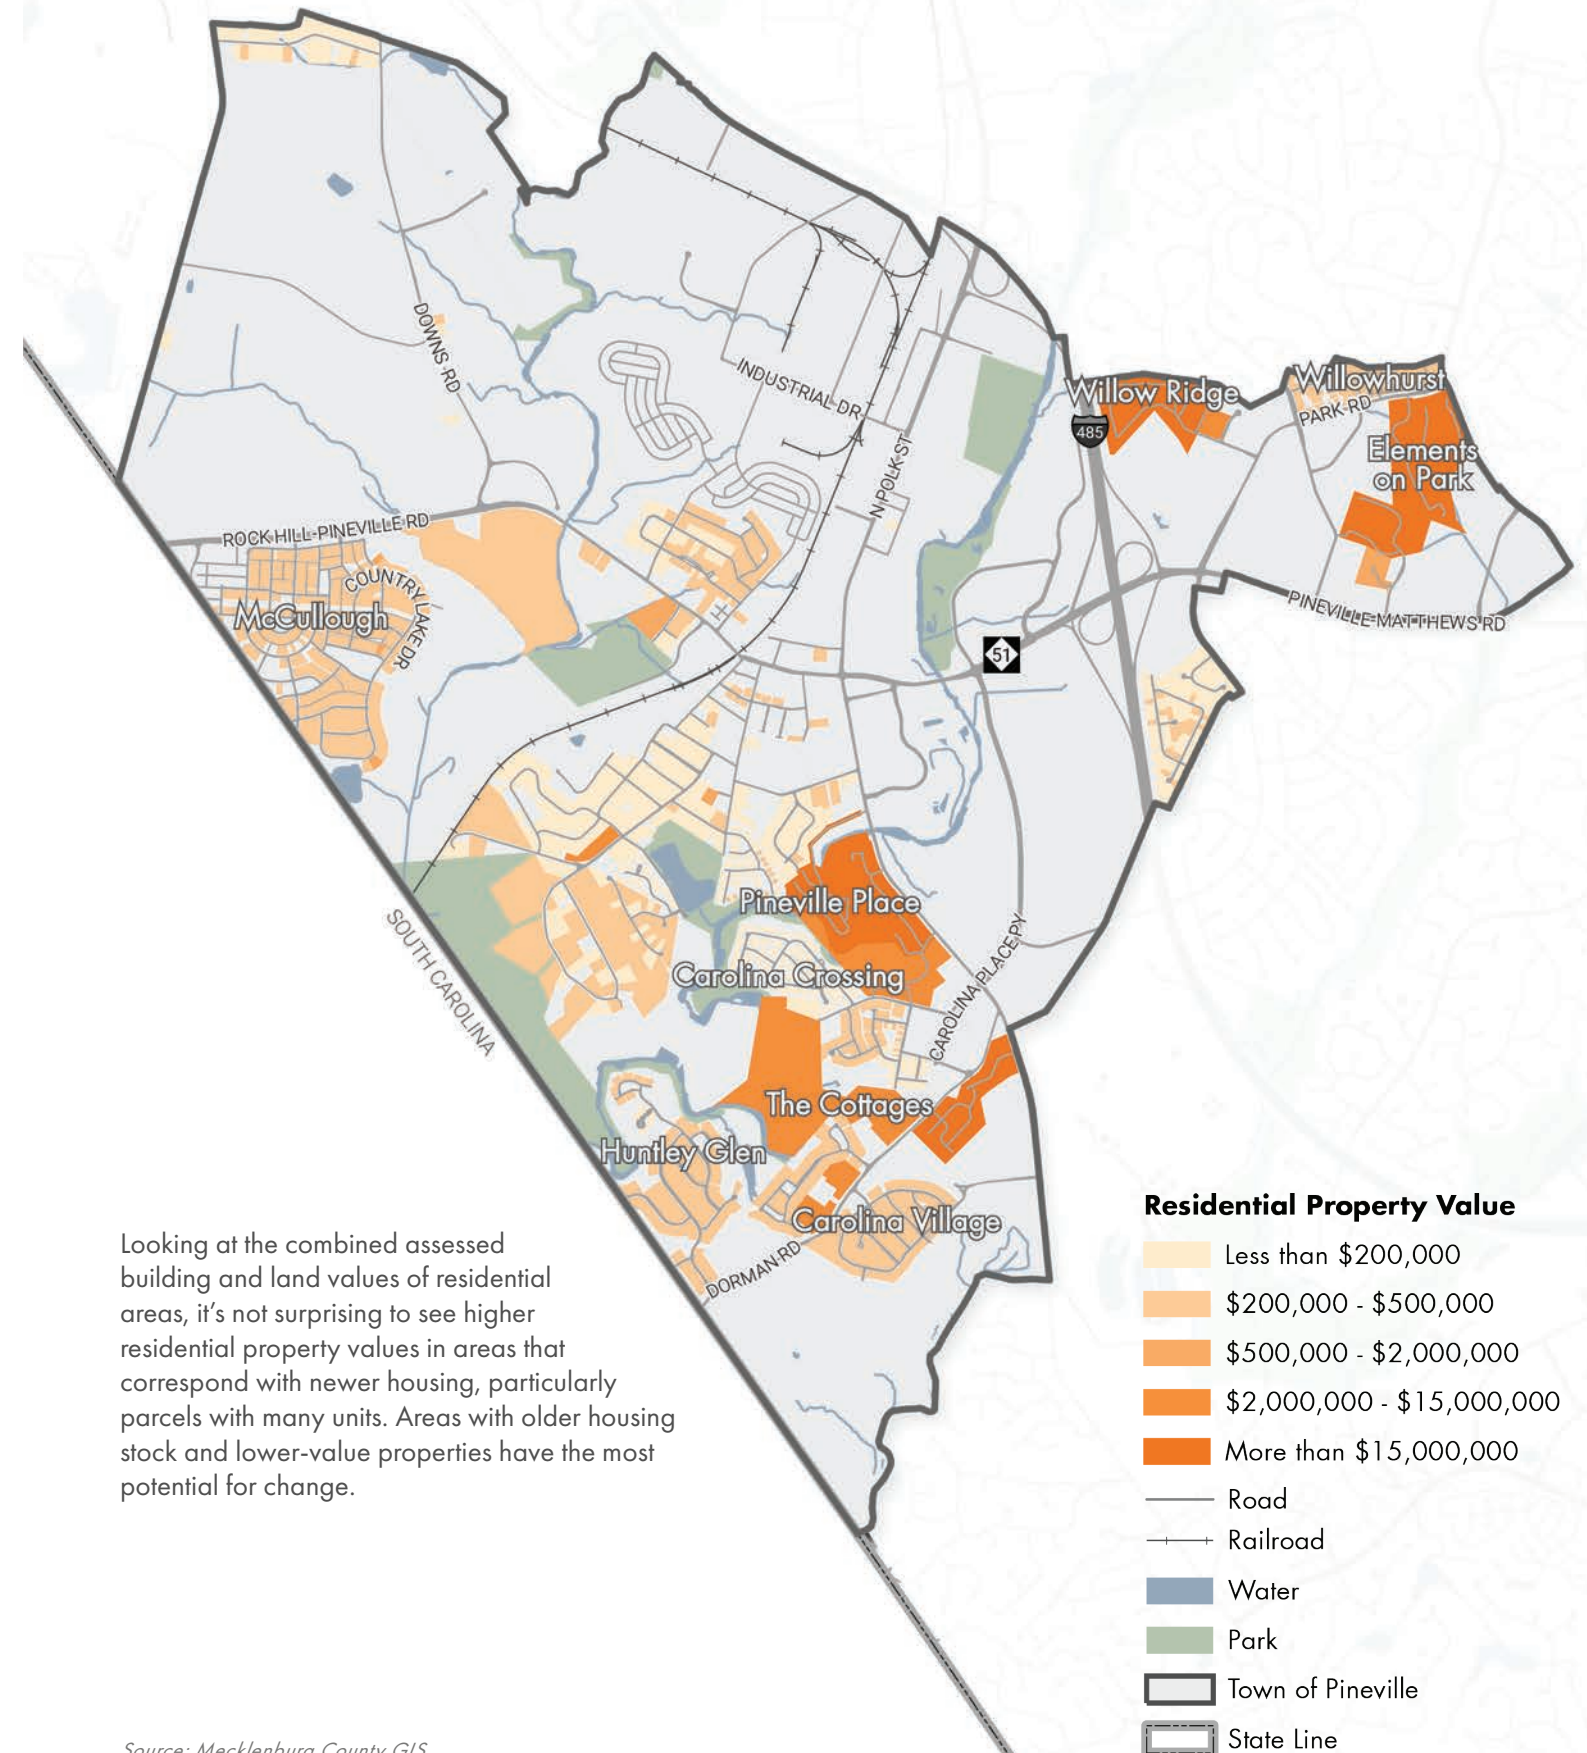 Willow Ridge
Willowhurst
PARK RD
485
Elements
on Park
DOWNS RD
INDUSTRIAL DR
N POLK ST
ROCK HILL-PINEVILLE RD
COUNTRY LAKE DR
McCullough
PINEVILLE-MATTHEWS RD
51
Pineville Place
SOUTH CAROLINA
Carolina Crossing
CAROLINA PLACE PY
The Cottages
Huntley Glen
Carolina Village
DORMAN RD
Looking at the combined assessed
building and land values of residential
areas, it's not surprising to see higher
residential property values in areas that
correspond with newer housing, particularly
parcels with many units. Areas with older housing
stock and lower-value properties have the most
potential for change.
Residential Property Value
Less than $200,000
$200,000 - $500,000
$500,000 - $2,000,000
$2,000,000 - $15,000,000
More than $15,000,000
Road
Railroad
Water
Park
Town of Pineville
State Line
Source: Mecklenburg County GIS